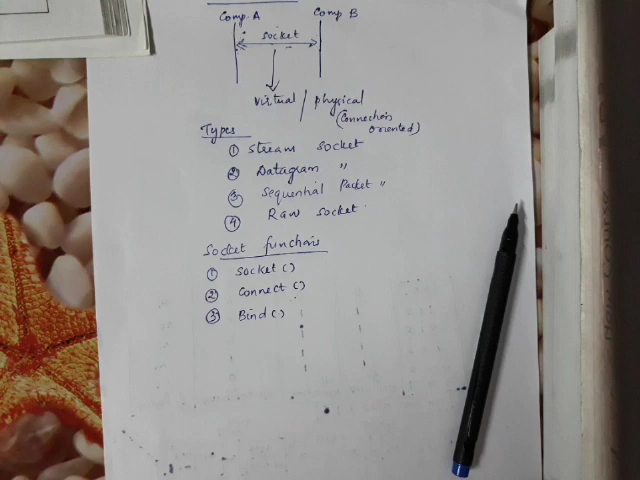 Comp. A Comp. B
socket
virtual / physical
(Connection
oriented)
Types
① Stream socket
② Datagram "
③ Sequential Packet "
④ Raw socket
Socket functions
① Socket ()
② Connect ()
③ Bind ()